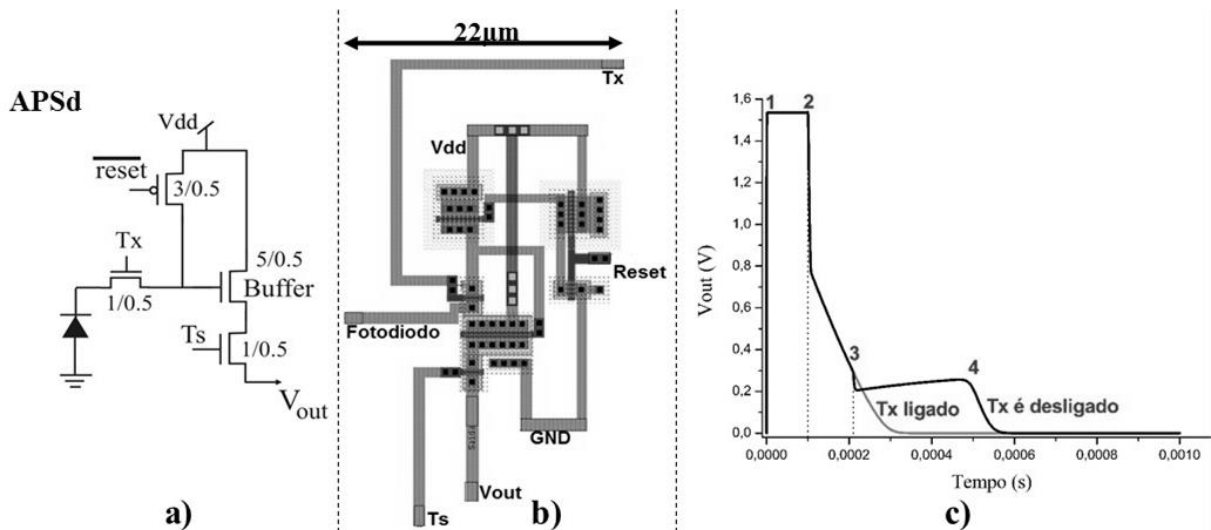 APSd
Vdd
reset
3/0.5
Tx
1/0.5
5/0.5
Buffer
Ts
1/0.5
Vout
a)
22µm
Tx
Vdd
Reset
Fotodiodo
GND
Vout
Ts
b)
Vout (V)
1,6
1,4
1,2
1,0
0,8
0,6
0,4
0,2
0,0
1 2
3
4
Tx ligado
Tx é desligado
0,0000 0,0002 0,0004 0,0006 0,0008 0,0010
Tempo (s)
c)